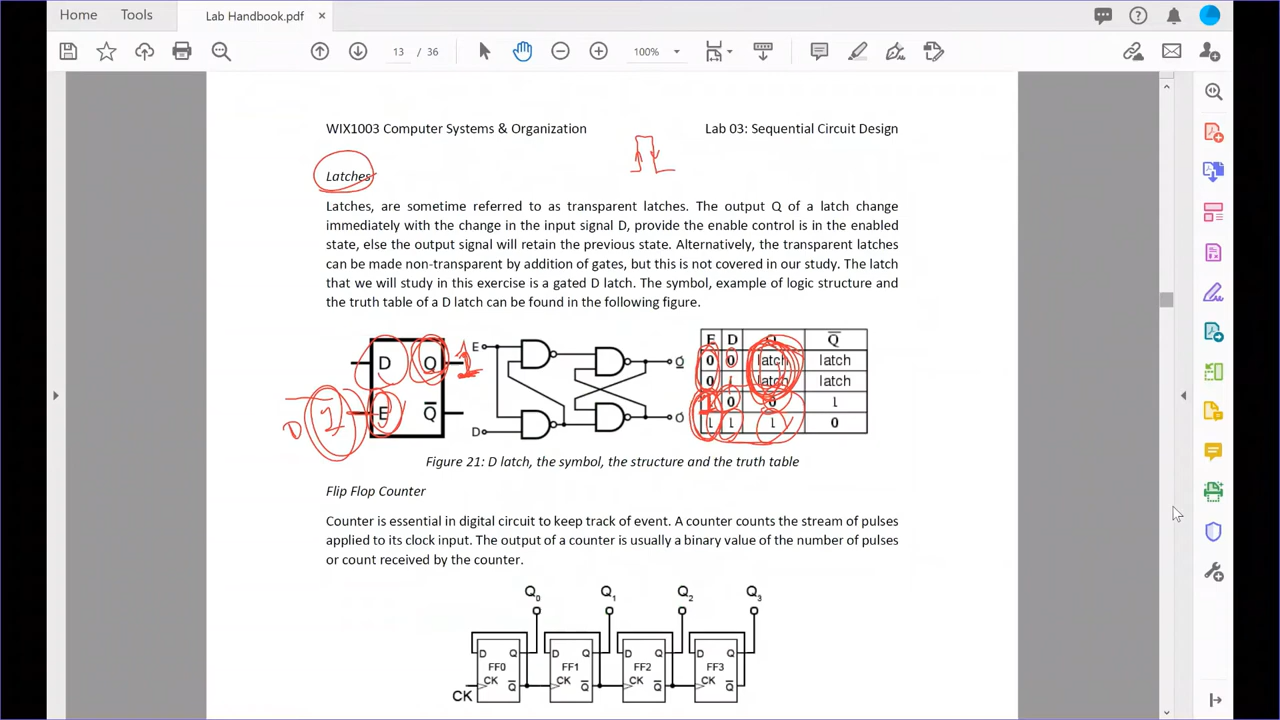 Home Tools Lab Handbook.pdf ×
13 / 36 100%
WIX1003 Computer Systems & Organization Lab 03: Sequential Circuit Design
Latches
Latches, are sometime referred to as transparent latches. The output Q of a latch change
immediately with the change in the input signal D, provide the enable control is in the enabled
state, else the output signal will retain the previous state. Alternatively, the transparent latches
can be made non-transparent by addition of gates, but this is not covered in our study. The latch
that we will study in this exercise is a gated D latch. The symbol, example of logic structure and
the truth table of a D latch can be found in the following figure.
D Q 1
E Q̅
D 1
E Q
D Q̅
E D Q Q̅
0 0 latch latch
0 1 latch latch
1 0 0 1
1 1 1 0
Figure 21: D latch, the symbol, the structure and the truth table
Flip Flop Counter
Counter is essential in digital circuit to keep track of event. A counter counts the stream of pulses
applied to its clock input. The output of a counter is usually a binary value of the number of pulses
or count received by the counter.
Q0 Q1 Q2 Q3
D Q D Q D Q D Q
FF0 FF1 FF2 FF3
CK Q̅ CK Q̅ CK Q̅ CK Q̅
CK